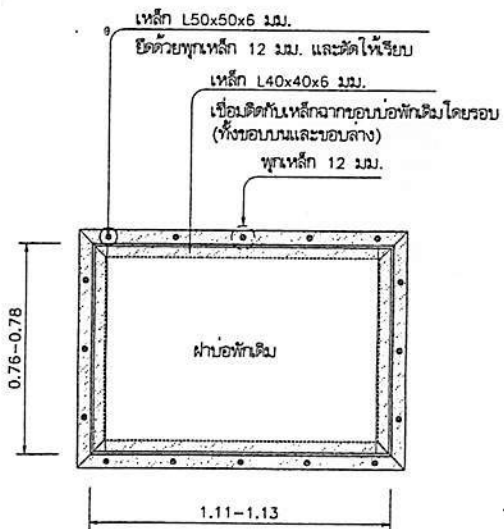 เหล็ก L50x50x6 มม.
ยึดด้วยพุกเหล็ก 12 มม. และตัดให้เรียบ
เหล็ก L40x40x6 มม.
เชื่อมติดกับเหล็กฉากขอบบ่อพักเดิมโดยรอบ
(ทั้งขอบบนและขอบล่าง)
พุกเหล็ก 12 มม.
ฝาบ่อพักเดิม
0.76-0.78
1.11-1.13